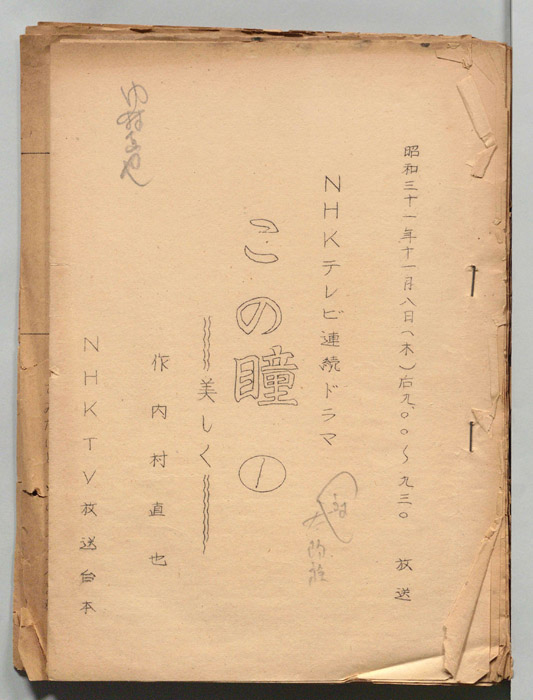 昭和三十一年十一月八日(木)后九.〇〇～九.三〇 放送
NHKテレビ連続ドラマ
この瞳 ①
美しく
作 内村直也
NHKTV放送台本